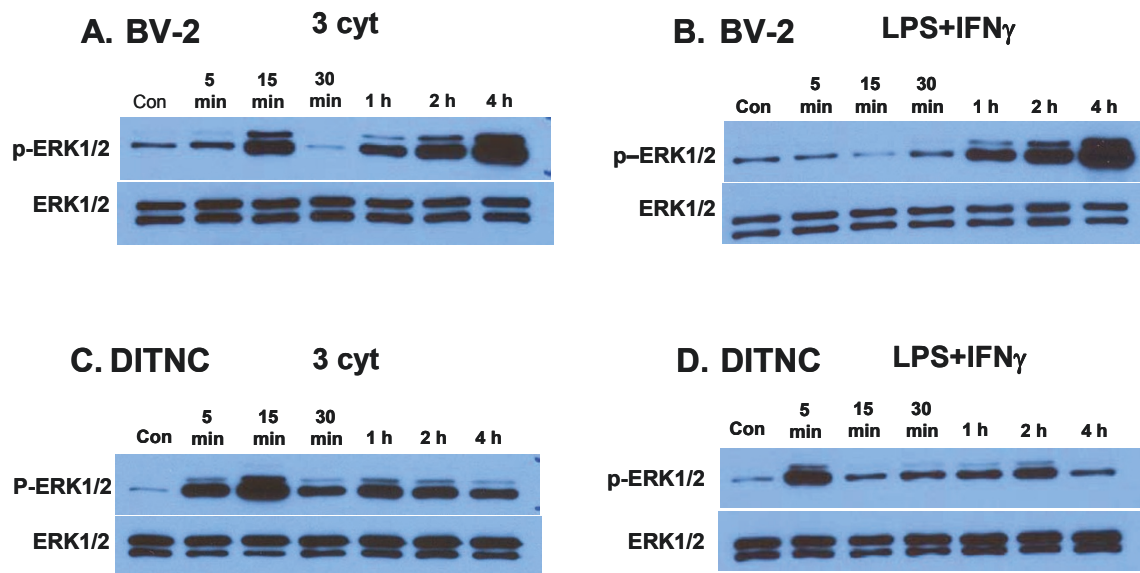 A. BV-2 3 cyt
Con 5 min 15 min 30 min 1 h 2 h 4 h
p-ERK1/2
ERK1/2
B. BV-2 LPS+IFNγ
Con 5 min 15 min 30 min 1 h 2 h 4 h
p–ERK1/2
ERK1/2
C. DITNC 3 cyt
Con 5 min 15 min 30 min 1 h 2 h 4 h
P-ERK1/2
ERK1/2
D. DITNC LPS+IFNγ
Con 5 min 15 min 30 min 1 h 2 h 4 h
p-ERK1/2
ERK1/2